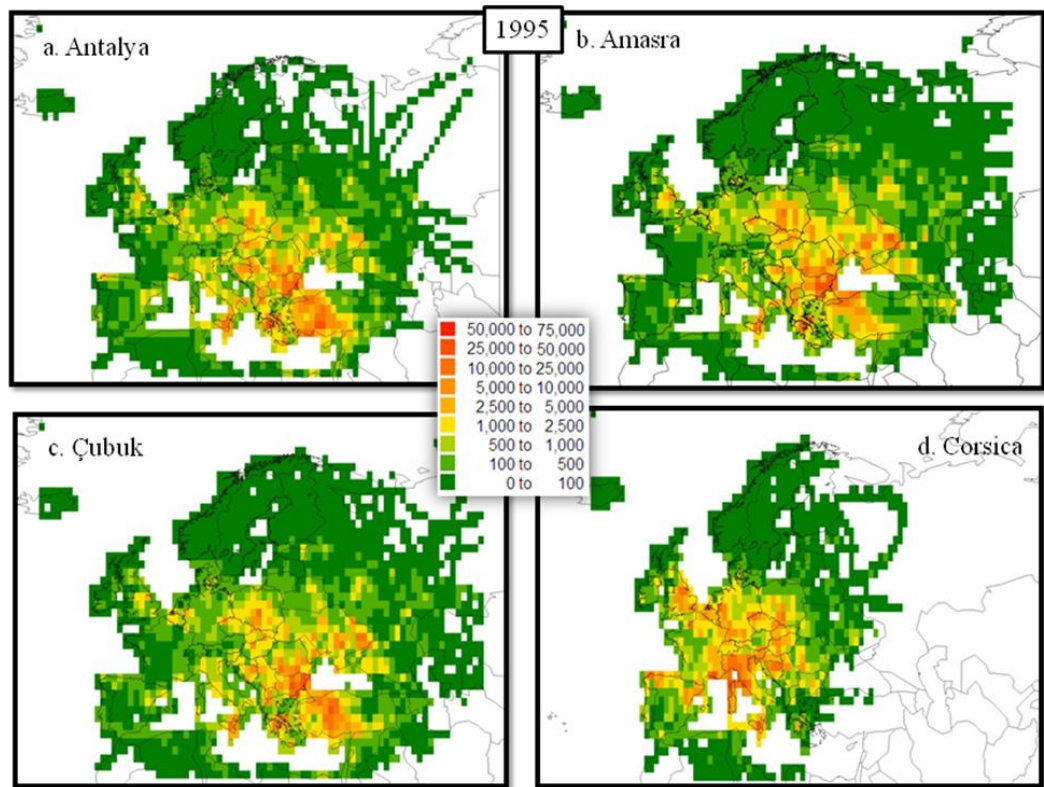 1995
a. Antalya
b. Amasra
50,000 to 75,000
25,000 to 50,000
10,000 to 25,000
5,000 to 10,000
2,500 to 5,000
1,000 to 2,500
500 to 1,000
100 to 500
0 to 100
c. Çubuk
d. Corsica